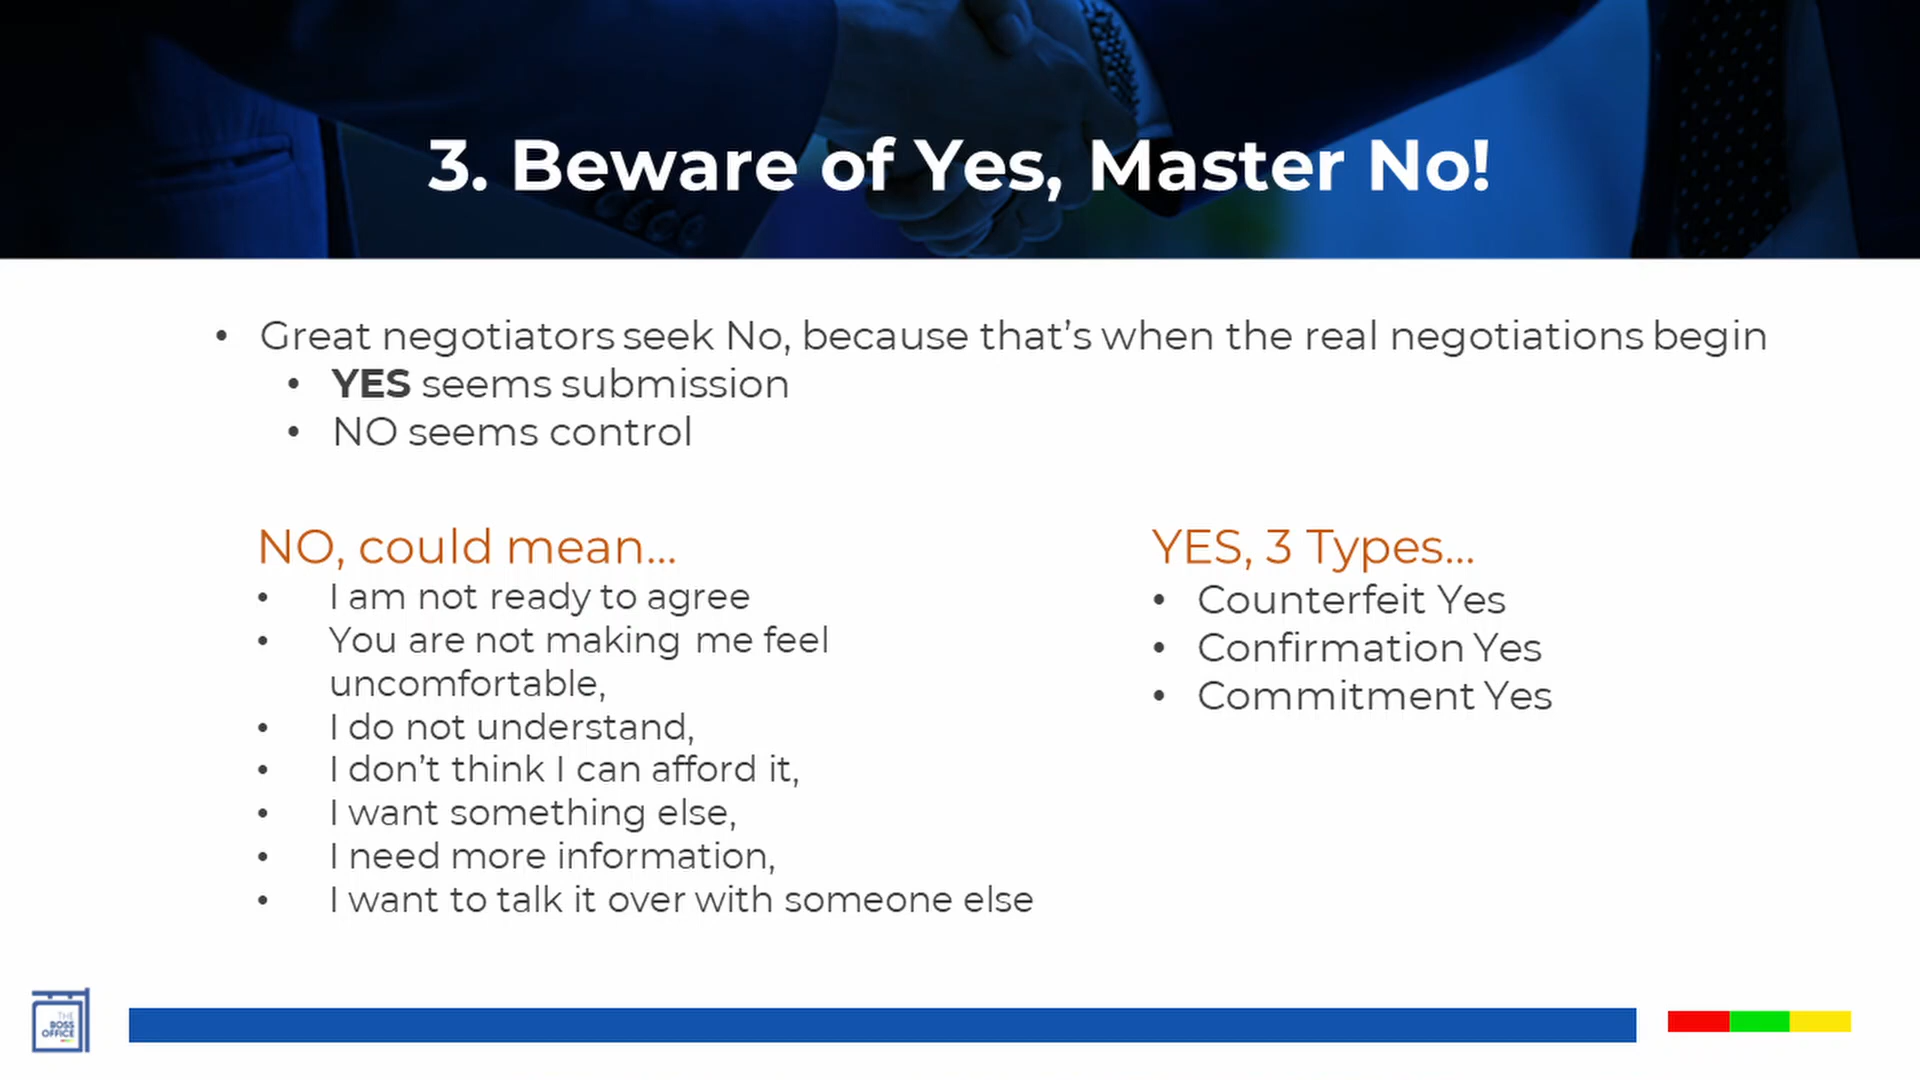 3. Beware of Yes, Master No!
• Great negotiators seek No, because that’s when the real negotiations begin
• YES seems submission
• NO seems control
NO, could mean...
• I am not ready to agree
• You are not making me feel
uncomfortable,
• I do not understand,
• I don’t think I can afford it,
• I want something else,
• I need more information,
• I want to talk it over with someone else
YES, 3 Types...
• Counterfeit Yes
• Confirmation Yes
• Commitment Yes
THE
BOSS
OFFICE